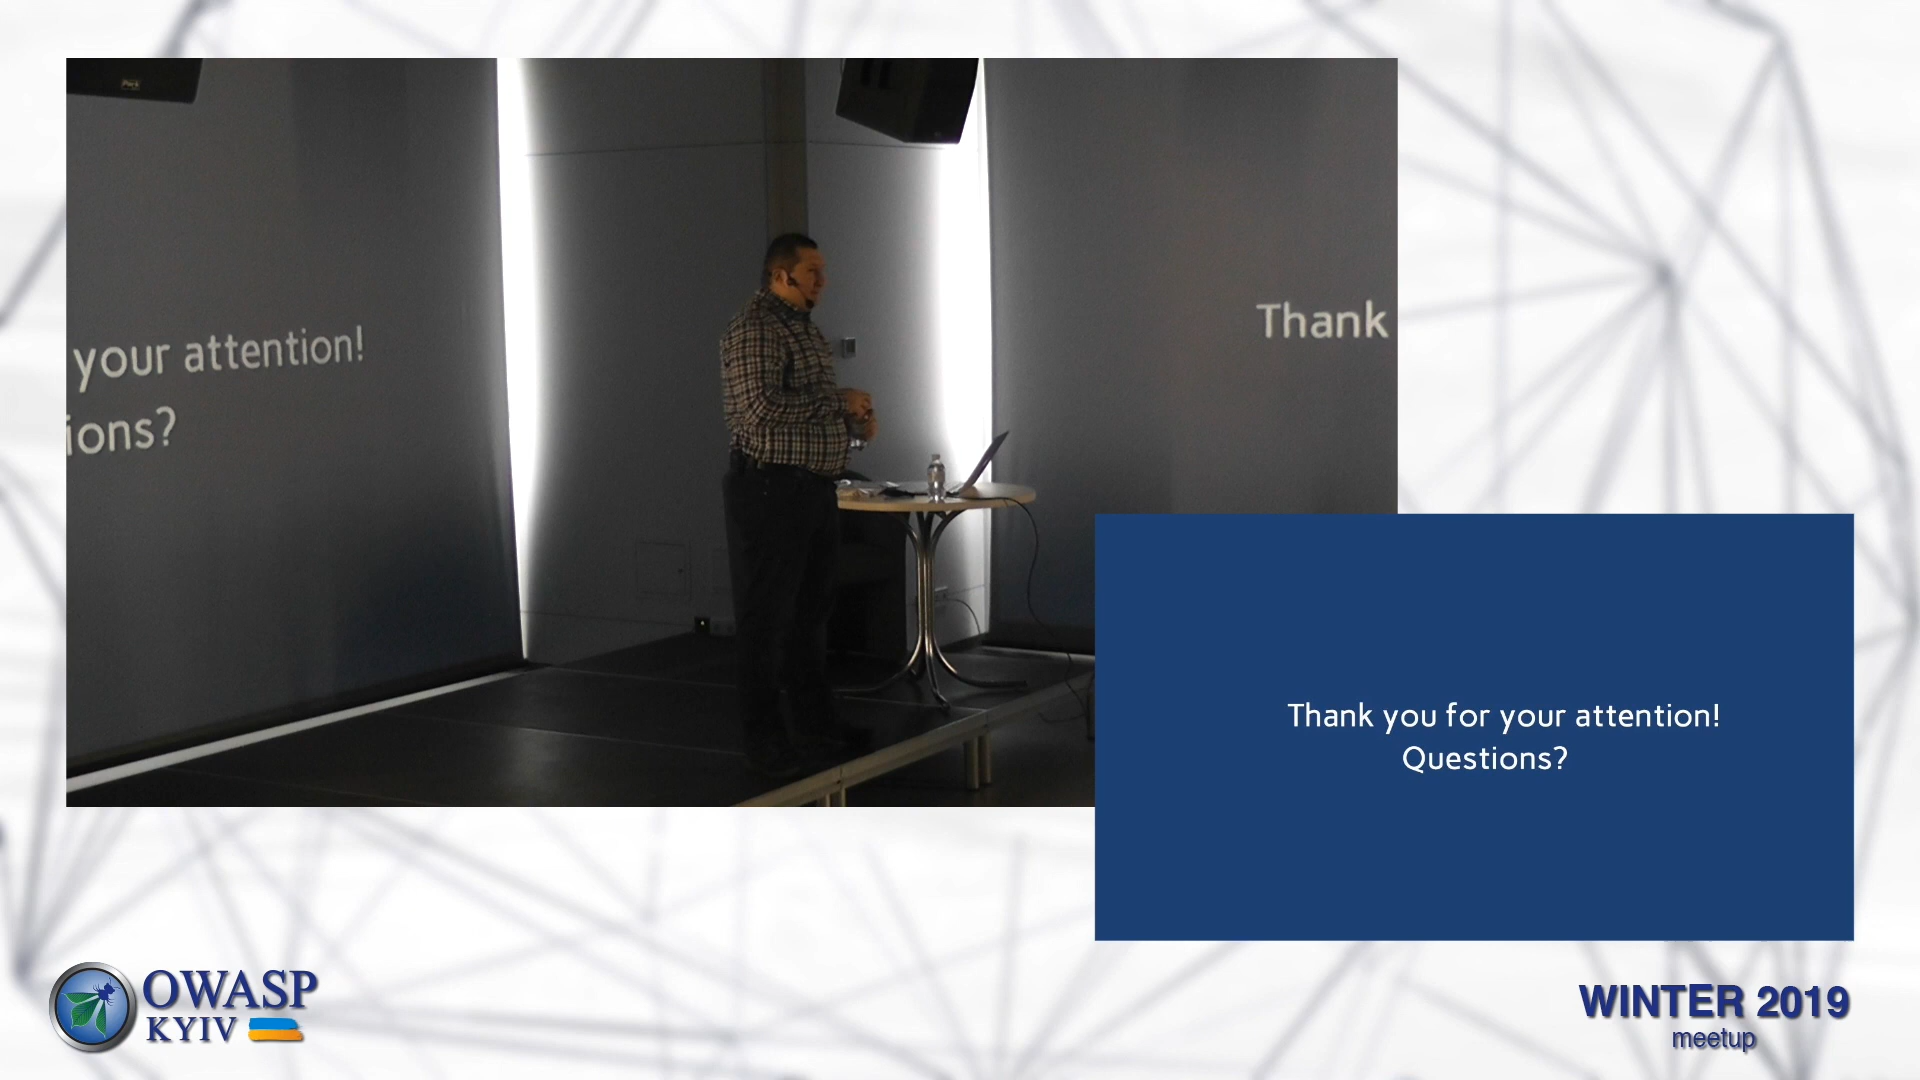 your attention!
ions?
Thank
Thank you for your attention!
Questions?
OWASP
KYIV
WINTER 2019
meetup